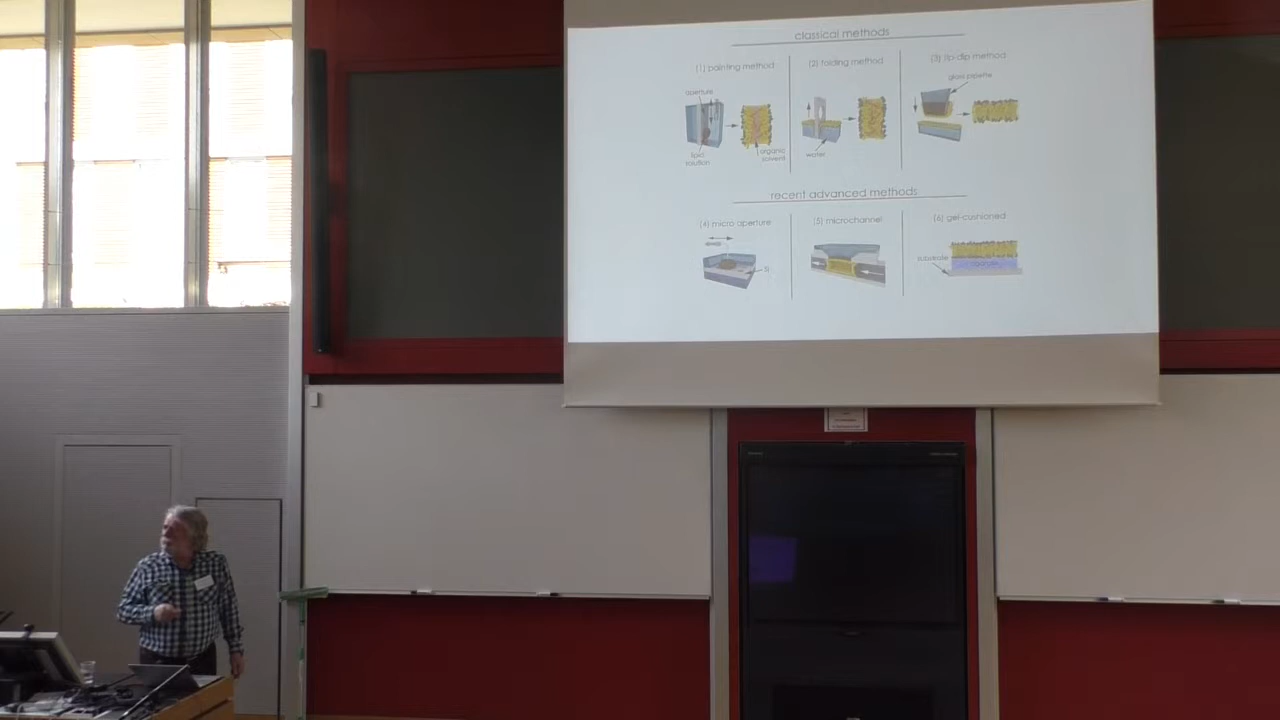 classical methods
(1) painting method
(2) folding method
(3) tip-dip method
aperture
glass pipette
lipid
solution
organic
solvent
water
recent advanced methods
(4) micro aperture
(5) microchannel
(6) gel-cushioned
Si
substrate